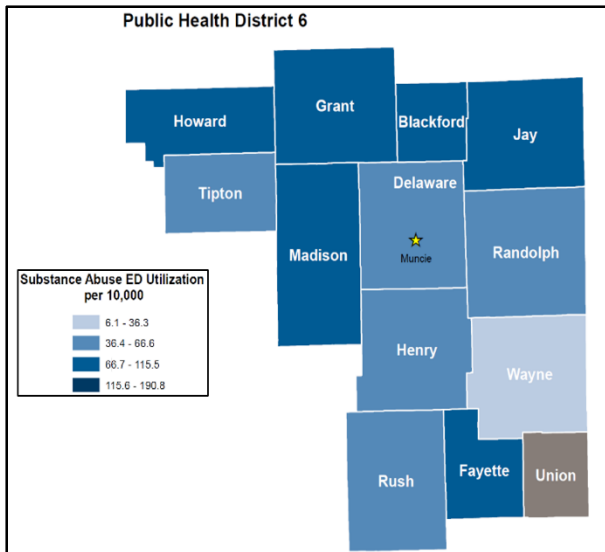 Public Health District 6
Grant
Howard
Blackford
Jay
Delaware
Tipton
Muncie
Madison
Randolph
Substance Abuse ED Utilization
per 10,000
6.1 - 36.3
36.4 - 66.6
66.7 - 115.5
115.6 - 190.8
Henry
Wayne
Rush
Fayette
Union